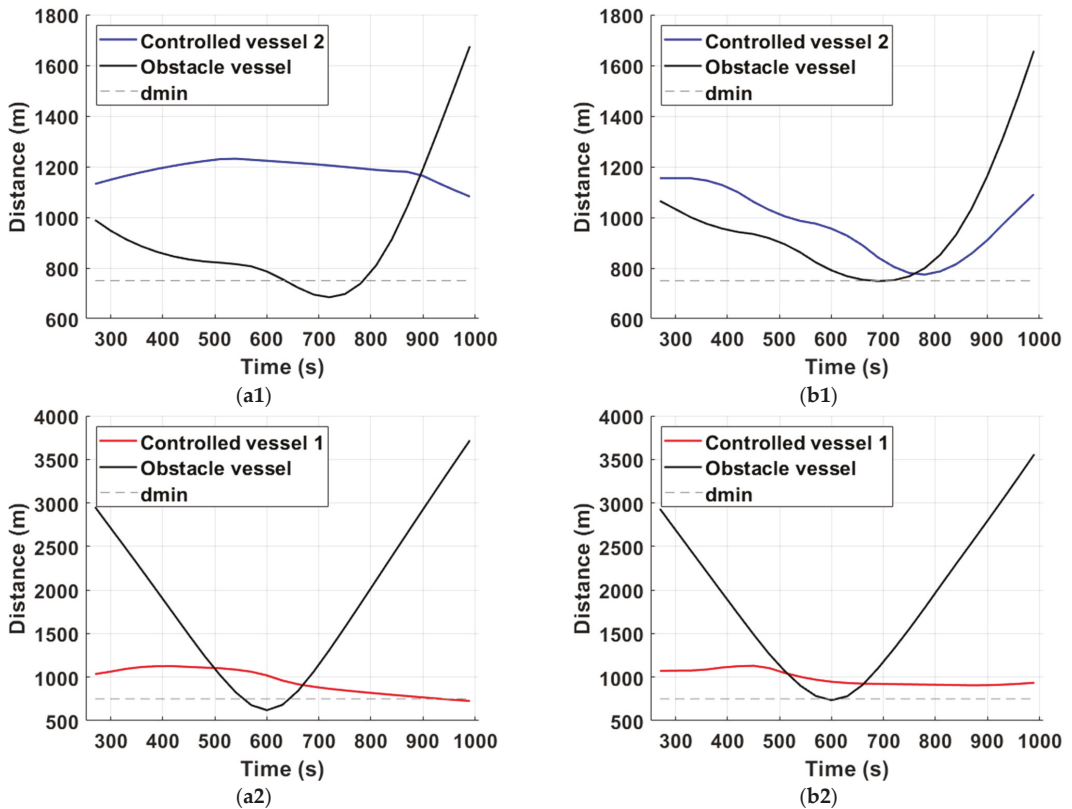 1800
1600
1400
1200
1000
800
600
Distance (m)
Controlled vessel 2
Obstacle vessel
dmin
300 400 500 600 700 800 900 1000
Time (s)
(a1)
1800
1600
1400
1200
1000
800
600
Distance (m)
Controlled vessel 2
Obstacle vessel
dmin
300 400 500 600 700 800 900 1000
Time (s)
(b1)
4000
3500
3000
2500
2000
1500
1000
500
Distance (m)
Controlled vessel 1
Obstacle vessel
dmin
300 400 500 600 700 800 900 1000
Time (s)
(a2)
4000
3500
3000
2500
2000
1500
1000
500
Distance (m)
Controlled vessel 1
Obstacle vessel
dmin
300 400 500 600 700 800 900 1000
Time (s)
(b2)